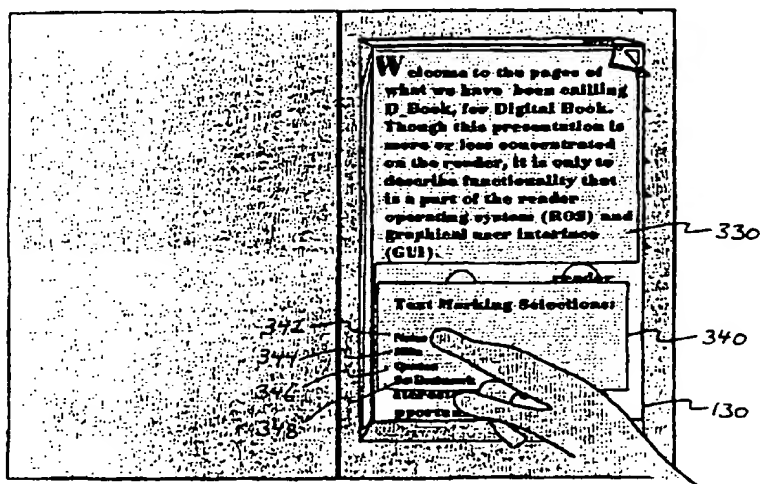 Welcome to the pages of
what we have been calling
D_Book, for Digital Book.
Though this presentation is
more or less concentrated
on the reader, it is only to
describe functionality that
is a part of the reader
operating system (ROS) and
graphical user interface
(GUI).
330
reader
Text Marking Selections:
342
Notes
340
344
346
Quotes
130
348